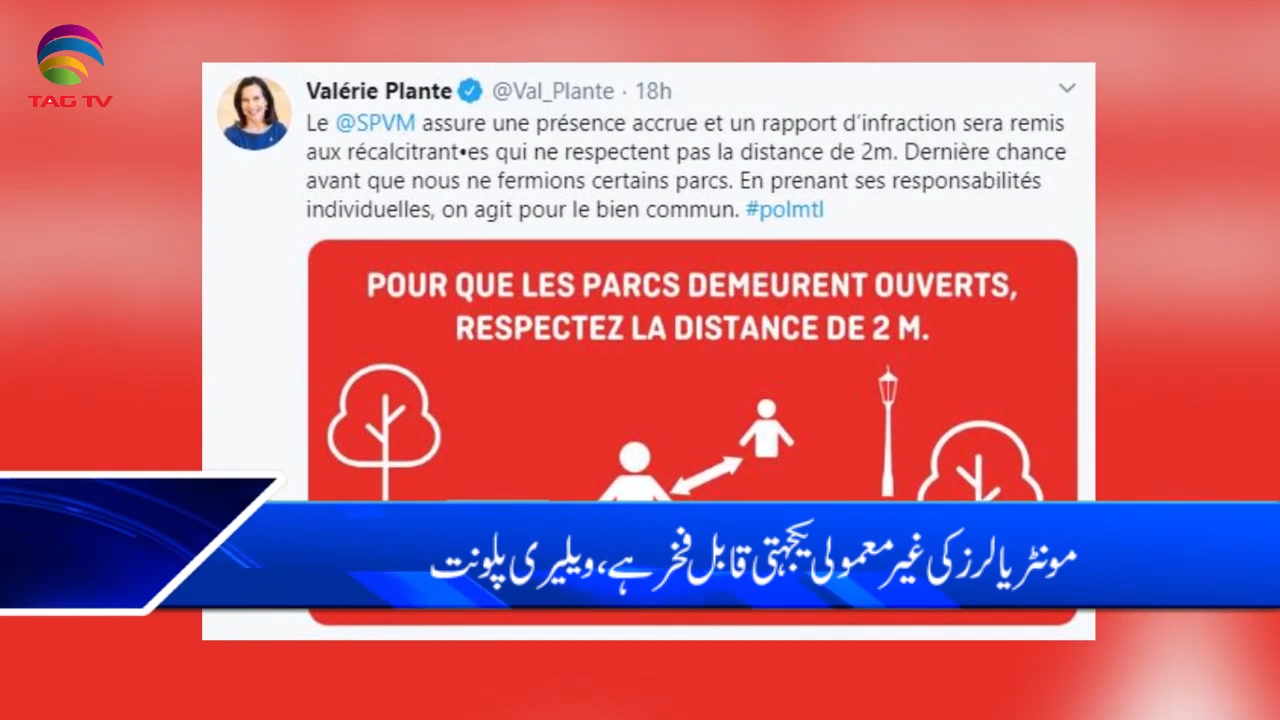 TAG TV
Valérie Plante @Val_Plante · 18h
Le @SPVM assure une présence accrue et un rapport d'infraction sera remis
aux récalcitrant•es qui ne respectent pas la distance de 2m. Dernière chance
avant que nous ne fermions certains parcs. En prenant ses responsabilités
individuelles, on agit pour le bien commun. #polmtl
POUR QUE LES PARCS DEMEURENT OUVERTS,
RESPECTEZ LA DISTANCE DE 2 M.
مونٹریالرز کی غیر معمولی یکجہتی قابل فخر ہے، ویلیری پلونت